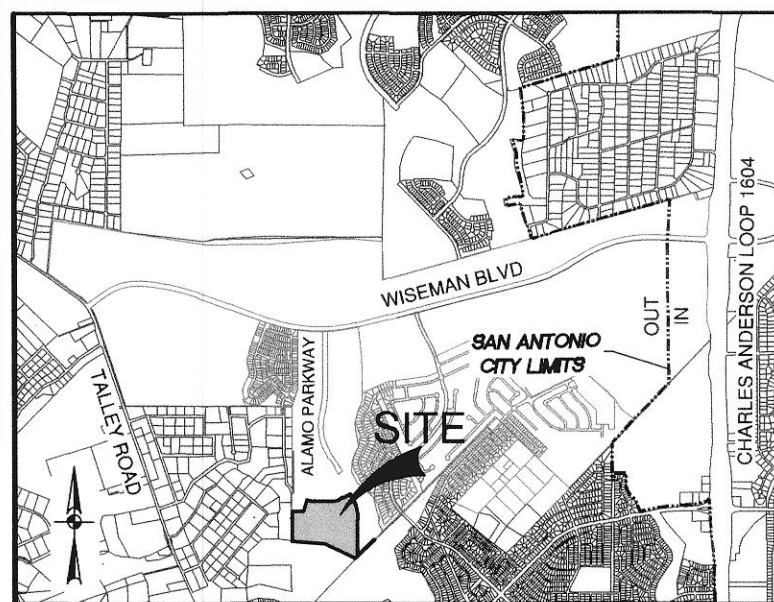 WISEMAN BLVD
SAN ANTONIO
CITY LIMITS
OUT
IN
CHARLES ANDERSON LOOP 1604
TALLEY ROAD
ALAMO PARKWAY
SITE